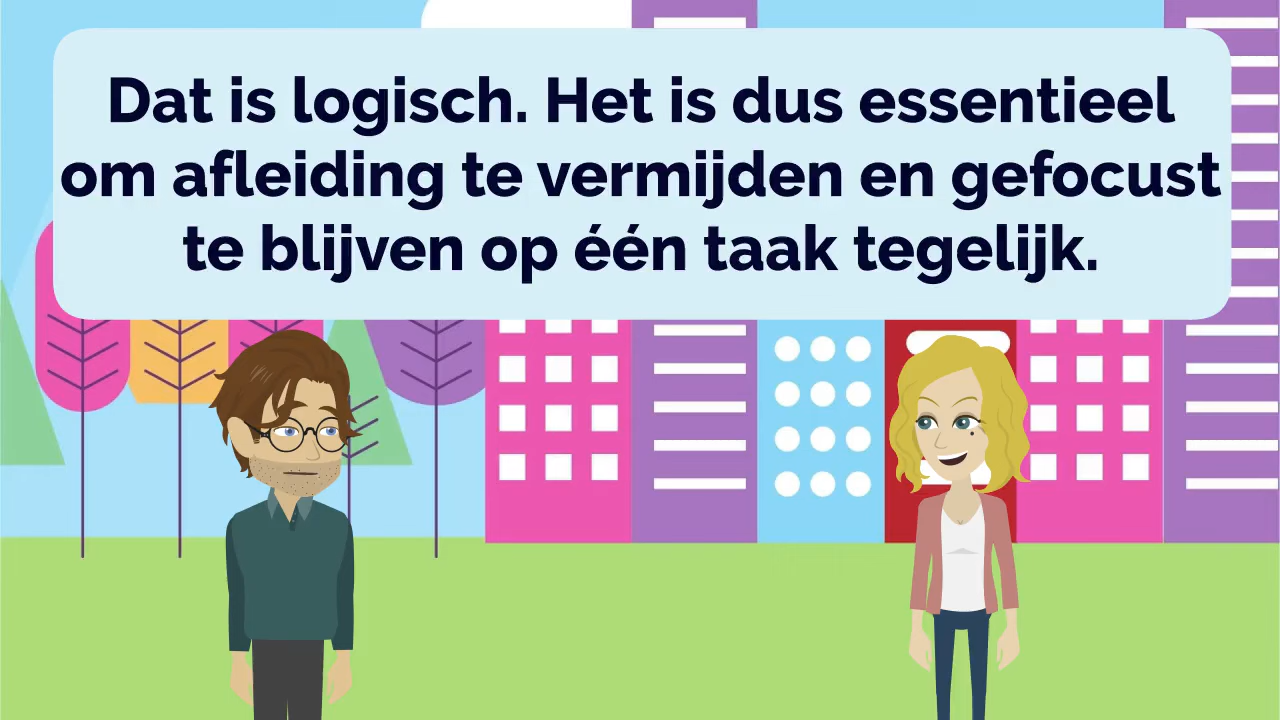 Dat is logisch. Het is dus essentieel
om afleiding te vermijden en gefocust
te blijven op één taak tegelijk.